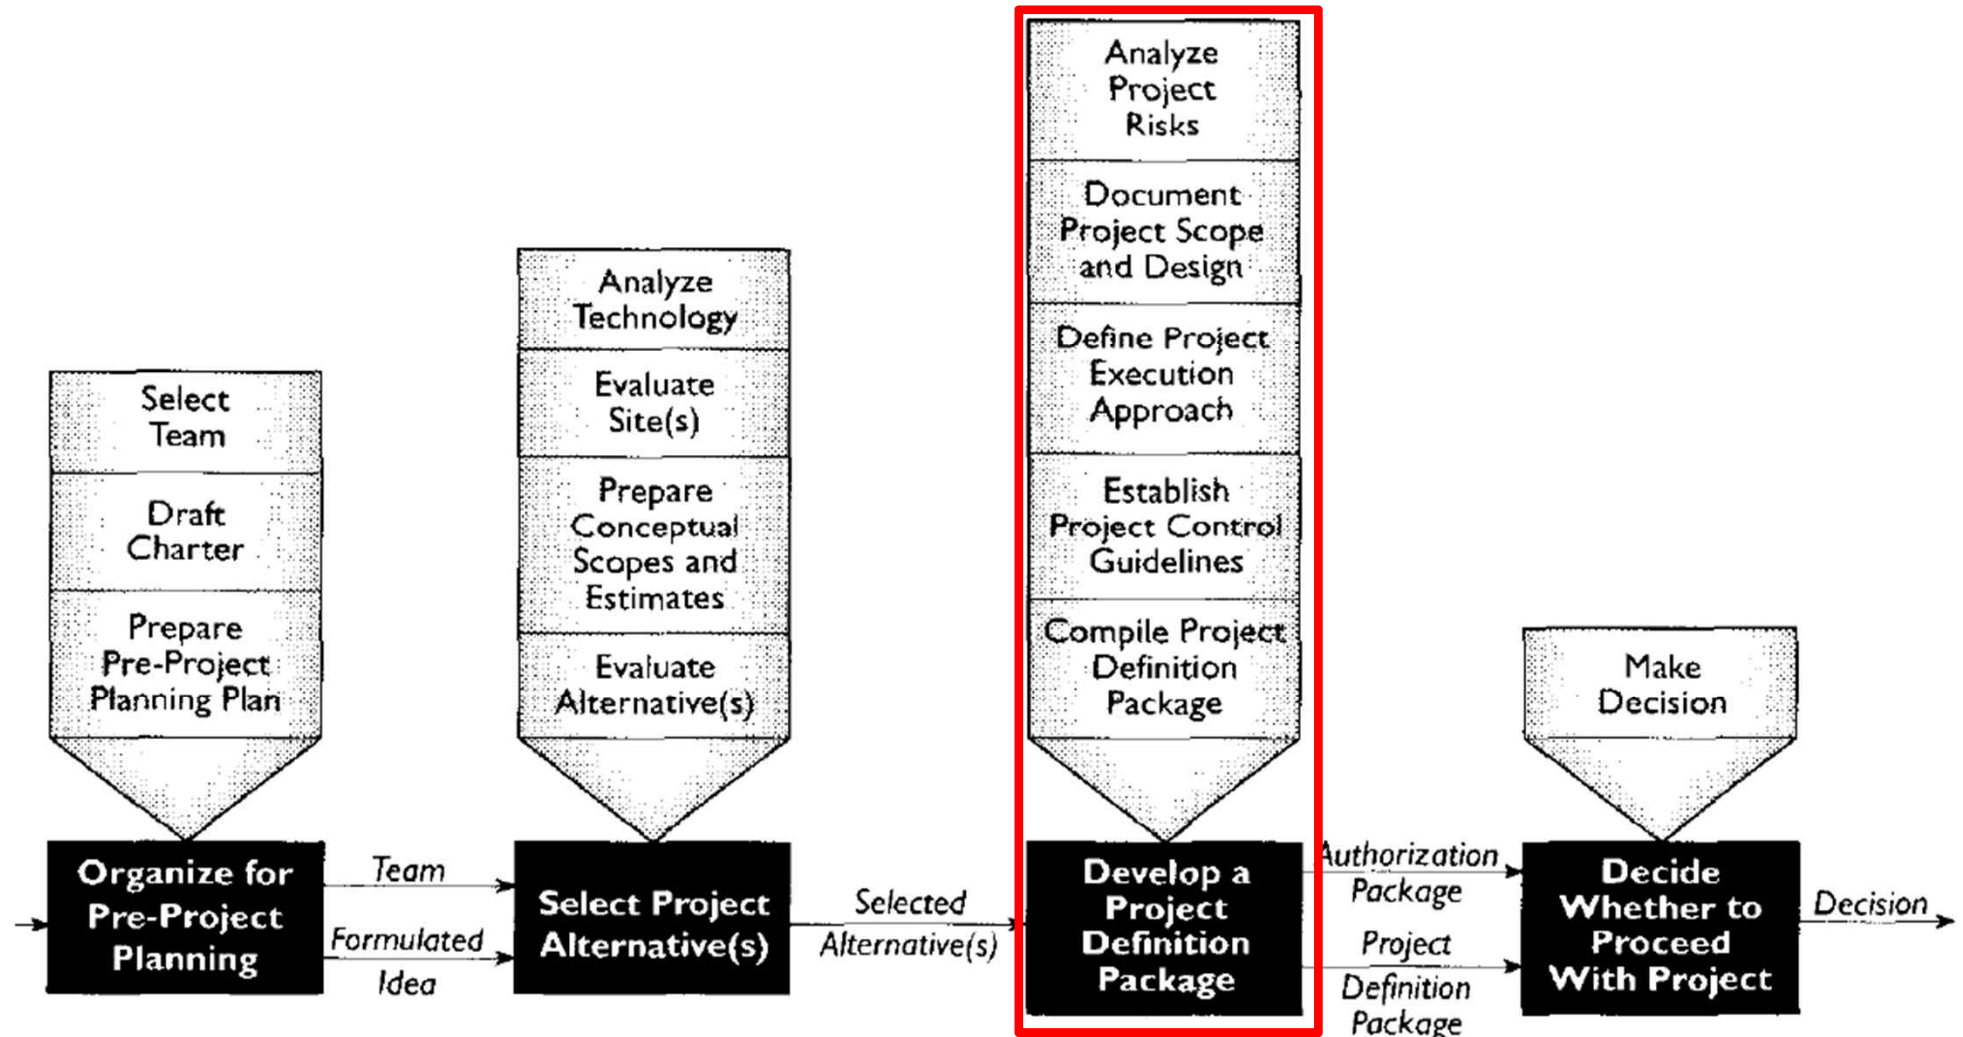 Select
Team
Draft
Charter
Prepare
Pre-Project
Planning Plan
Organize for
Pre-Project
Planning
Team
Formulated
Idea
Analyze
Technology
Evaluate
Site(s)
Prepare
Conceptual
Scopes and
Estimates
Evaluate
Alternative(s)
Select Project
Alternative(s)
Selected
Alternative(s)
Analyze
Project
Risks
Document
Project Scope
and Design
Define Project
Execution
Approach
Establish
Project Control
Guidelines
Compile Project
Definition
Package
Develop a
Project
Definition
Package
Authorization
Package
Project
Definition
Package
Make
Decision
Decide
Whether to
Proceed
With Project
Decision